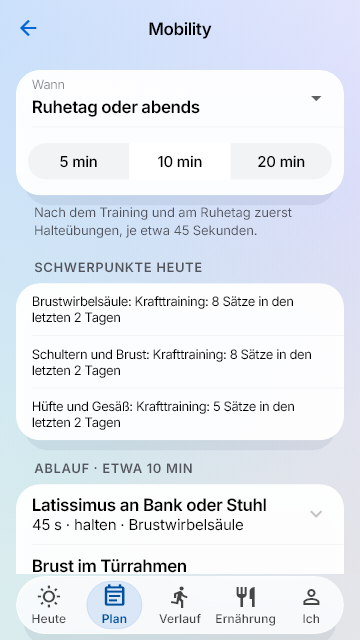 Mobility
Wann
Ruhetag oder abends
5 min
10 min
20 min
Nach dem Training und am Ruhetag zuerst
Halteübungen, je etwa 45 Sekunden.
SCHWERPUNKTE HEUTE
Brustwirbelsäule: Krafttraining: 8 Sätze in den
letzten 2 Tagen
Schultern und Brust: Krafttraining: 8 Sätze in den
letzten 2 Tagen
Hüfte und Gesäß: Krafttraining: 5 Sätze in den
letzten 2 Tagen
ABLAUF · ETWA 10 MIN
Latissimus an Bank oder Stuhl
45 s · halten · Brustwirbelsäule
Brust im Türrahmen
Heute
Plan
Verlauf
Ernährung
Ich